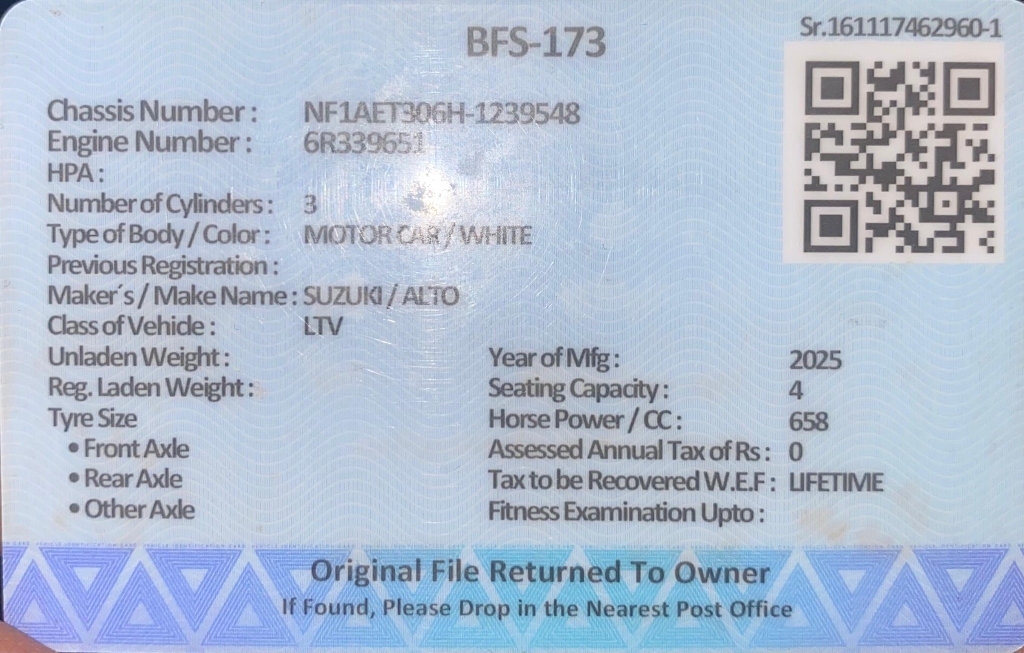 BFS-173
Sr.161117462960-1
Chassis Number : NF1AET306H-1239548
Engine Number : 6R339651
HPA :
Number of Cylinders : 3
Type of Body / Color : MOTOR CAR / WHITE
Previous Registration :
Maker´s / Make Name : SUZUKI / ALTO
Class of Vehicle : LTV
Unladen Weight : Year of Mfg : 2025
Reg. Laden Weight : Seating Capacity : 4
Tyre Size Horse Power / CC : 658
• Front Axle Assessed Annual Tax of Rs : 0
• Rear Axle Tax to be Recovered W.E.F : LIFETIME
• Other Axle Fitness Examination Upto :
Original File Returned To Owner
If Found, Please Drop in the Nearest Post Office